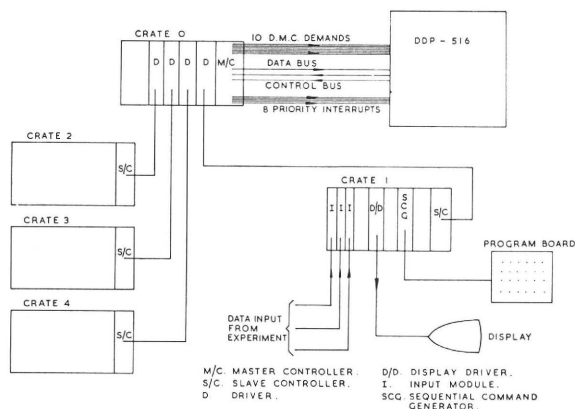 CRATE 0
D D D D M/C
10 D.M.C. DEMANDS
DATA BUS
CONTROL BUS
8 PRIORITY INTERRUPTS
DDP - 516
CRATE 2
S/C
CRATE 3
S/C
CRATE 4
S/C
CRATE 1
I I I D/D SCG S/C
PROGRAM BOARD
DATA INPUT
FROM
EXPERIMENT
DISPLAY
M/C. MASTER CONTROLLER.
S/C. SLAVE CONTROLLER.
D. DRIVER.
D/D. DISPLAY DRIVER.
I. INPUT MODULE.
SCG. SEQUENTIAL COMMAND
GENERATOR.